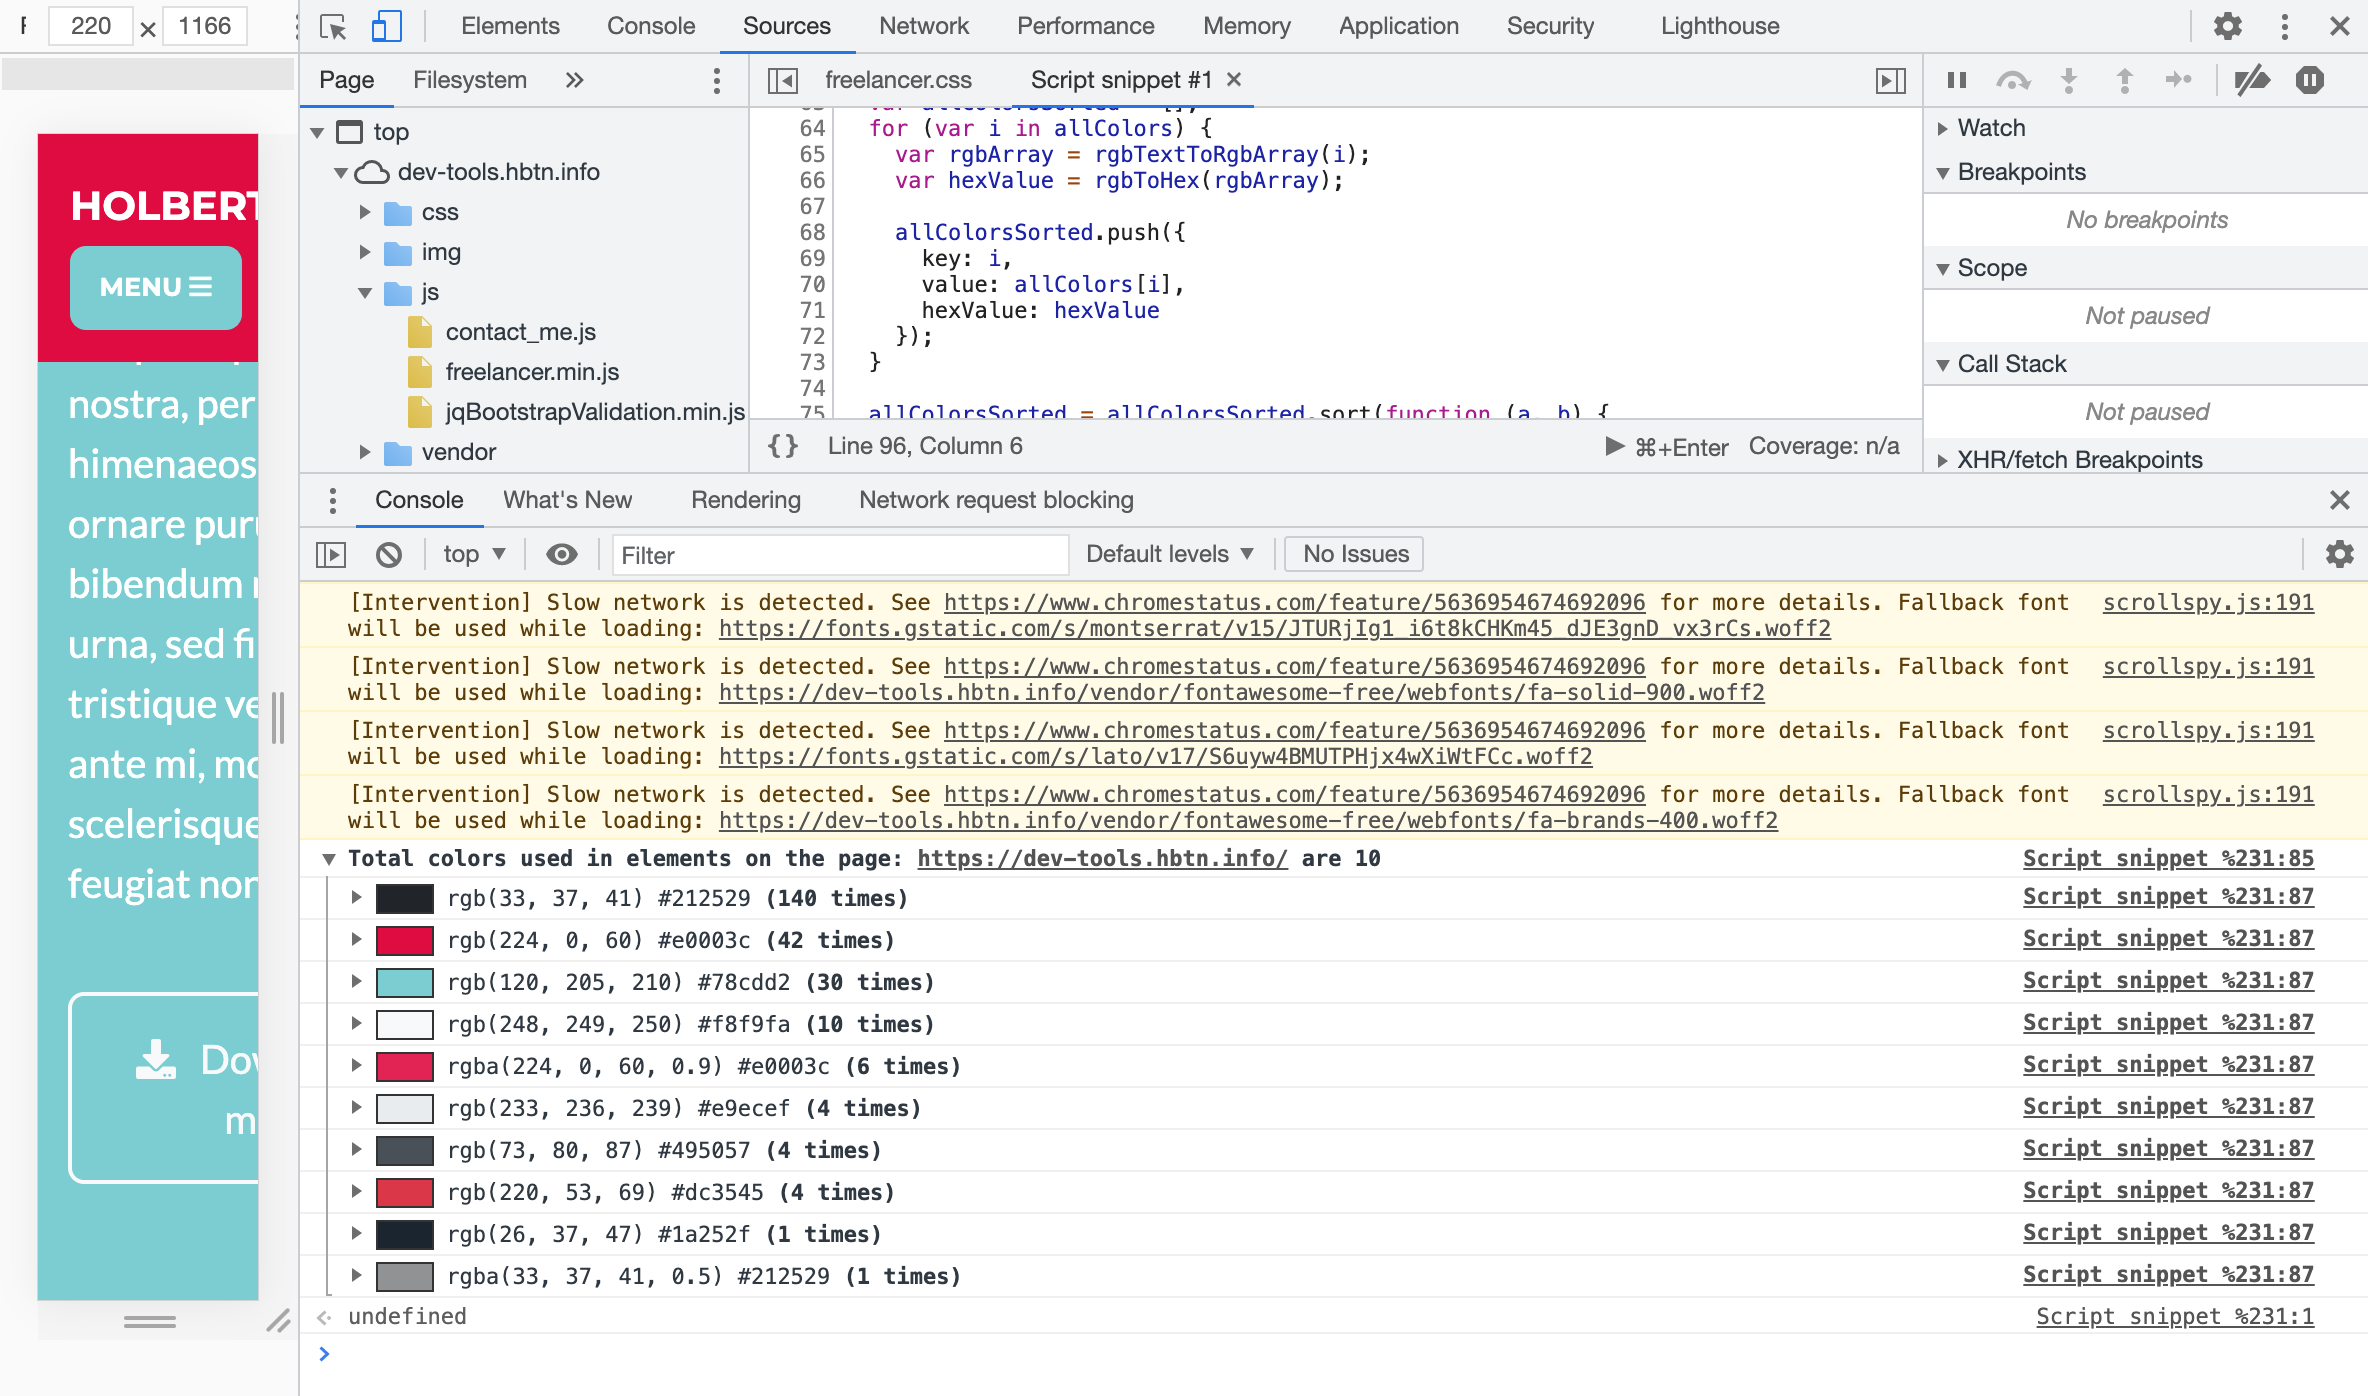 220 × 1166
HOLBERT
MENU
nostra, per
himenaeos
ornare puru
bibendum
urna, sed fi
tristique ve
ante mi, mo
scelerisque
feugiat non
Dov
m
Elements Console Sources Network Performance Memory Application Security Lighthouse
Page Filesystem »
top
dev-tools.hbtn.info
css
img
js
contact_me.js
freelancer.min.js
jqBootstrapValidation.min.js
vendor
freelancer.css Script snippet #1 ×
64 for (var i in allColors) {
65 var rgbArray = rgbTextToRgbArray(i);
66 var hexValue = rgbToHex(rgbArray);
67
68 allColorsSorted.push({
69 key: i,
70 value: allColors[i],
71 hexValue: hexValue
72 });
73 }
74
75 allColorsSorted = allColorsSorted.sort(function (a, b) {
{} Line 96, Column 6 ⌘+Enter Coverage: n/a
Watch
Breakpoints
No breakpoints
Scope
Not paused
Call Stack
Not paused
XHR/fetch Breakpoints
Console What's New Rendering Network request blocking
top Filter Default levels No Issues
[Intervention] Slow network is detected. See https://www.chromestatus.com/feature/5636954674692096 for more details. Fallback font scrollspy.js:191
will be used while loading: https://fonts.gstatic.com/s/montserrat/v15/JTURjIg1_i6t8kCHKm45_dJE3gnD_vx3rCs.woff2
[Intervention] Slow network is detected. See https://www.chromestatus.com/feature/5636954674692096 for more details. Fallback font scrollspy.js:191
will be used while loading: https://dev-tools.hbtn.info/vendor/fontawesome-free/webfonts/fa-solid-900.woff2
[Intervention] Slow network is detected. See https://www.chromestatus.com/feature/5636954674692096 for more details. Fallback font scrollspy.js:191
will be used while loading: https://fonts.gstatic.com/s/lato/v17/S6uyw4BMUTPHjx4wXiWtFCc.woff2
[Intervention] Slow network is detected. See https://www.chromestatus.com/feature/5636954674692096 for more details. Fallback font scrollspy.js:191
will be used while loading: https://dev-tools.hbtn.info/vendor/fontawesome-free/webfonts/fa-brands-400.woff2
Total colors used in elements on the page: https://dev-tools.hbtn.info/ are 10 Script snippet %231:85
rgb(33, 37, 41) #212529 (140 times) Script snippet %231:87
rgb(224, 0, 60) #e0003c (42 times) Script snippet %231:87
rgb(120, 205, 210) #78cdd2 (30 times) Script snippet %231:87
rgb(248, 249, 250) #f8f9fa (10 times) Script snippet %231:87
rgba(224, 0, 60, 0.9) #e0003c (6 times) Script snippet %231:87
rgb(233, 236, 239) #e9ecef (4 times) Script snippet %231:87
rgb(73, 80, 87) #495057 (4 times) Script snippet %231:87
rgb(220, 53, 69) #dc3545 (4 times) Script snippet %231:87
rgb(26, 37, 47) #1a252f (1 times) Script snippet %231:87
rgba(33, 37, 41, 0.5) #212529 (1 times) Script snippet %231:87
undefined Script snippet %231:1